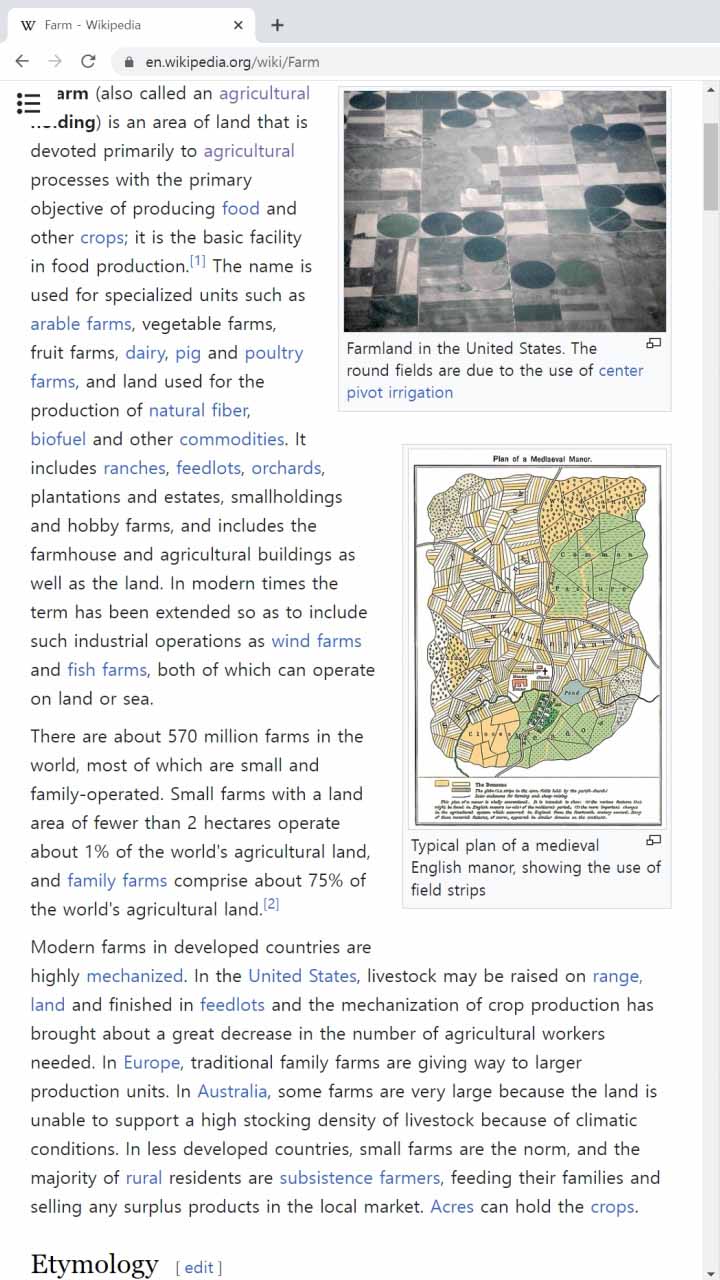 Farm - Wikipedia
en.wikipedia.org/wiki/Farm
arm (also called an agricultural
ding) is an area of land that is
devoted primarily to agricultural
processes with the primary
objective of producing food and
other crops; it is the basic facility
in food production.[1] The name is
used for specialized units such as
arable farms, vegetable farms,
fruit farms, dairy, pig and poultry
farms, and land used for the
production of natural fiber,
biofuel and other commodities. It
includes ranches, feedlots, orchards,
plantations and estates, smallholdings
and hobby farms, and includes the
farmhouse and agricultural buildings as
well as the land. In modern times the
term has been extended so as to include
such industrial operations as wind farms
and fish farms, both of which can operate
on land or sea.
Farmland in the United States. The
round fields are due to the use of center
pivot irrigation
Plan of a Mediaeval Manor.
Common
Pasture
Autumn Planting
Pond
Close
Meadow
The Demesne
Typical plan of a medieval
English manor, showing the use of
field strips
There are about 570 million farms in the
world, most of which are small and
family-operated. Small farms with a land
area of fewer than 2 hectares operate
about 1% of the world's agricultural land,
and family farms comprise about 75% of
the world's agricultural land.[2]
Modern farms in developed countries are
highly mechanized. In the United States, livestock may be raised on range,
land and finished in feedlots and the mechanization of crop production has
brought about a great decrease in the number of agricultural workers
needed. In Europe, traditional family farms are giving way to larger
production units. In Australia, some farms are very large because the land is
unable to support a high stocking density of livestock because of climatic
conditions. In less developed countries, small farms are the norm, and the
majority of rural residents are subsistence farmers, feeding their families and
selling any surplus products in the local market. Acres can hold the crops.
Etymology [ edit ]